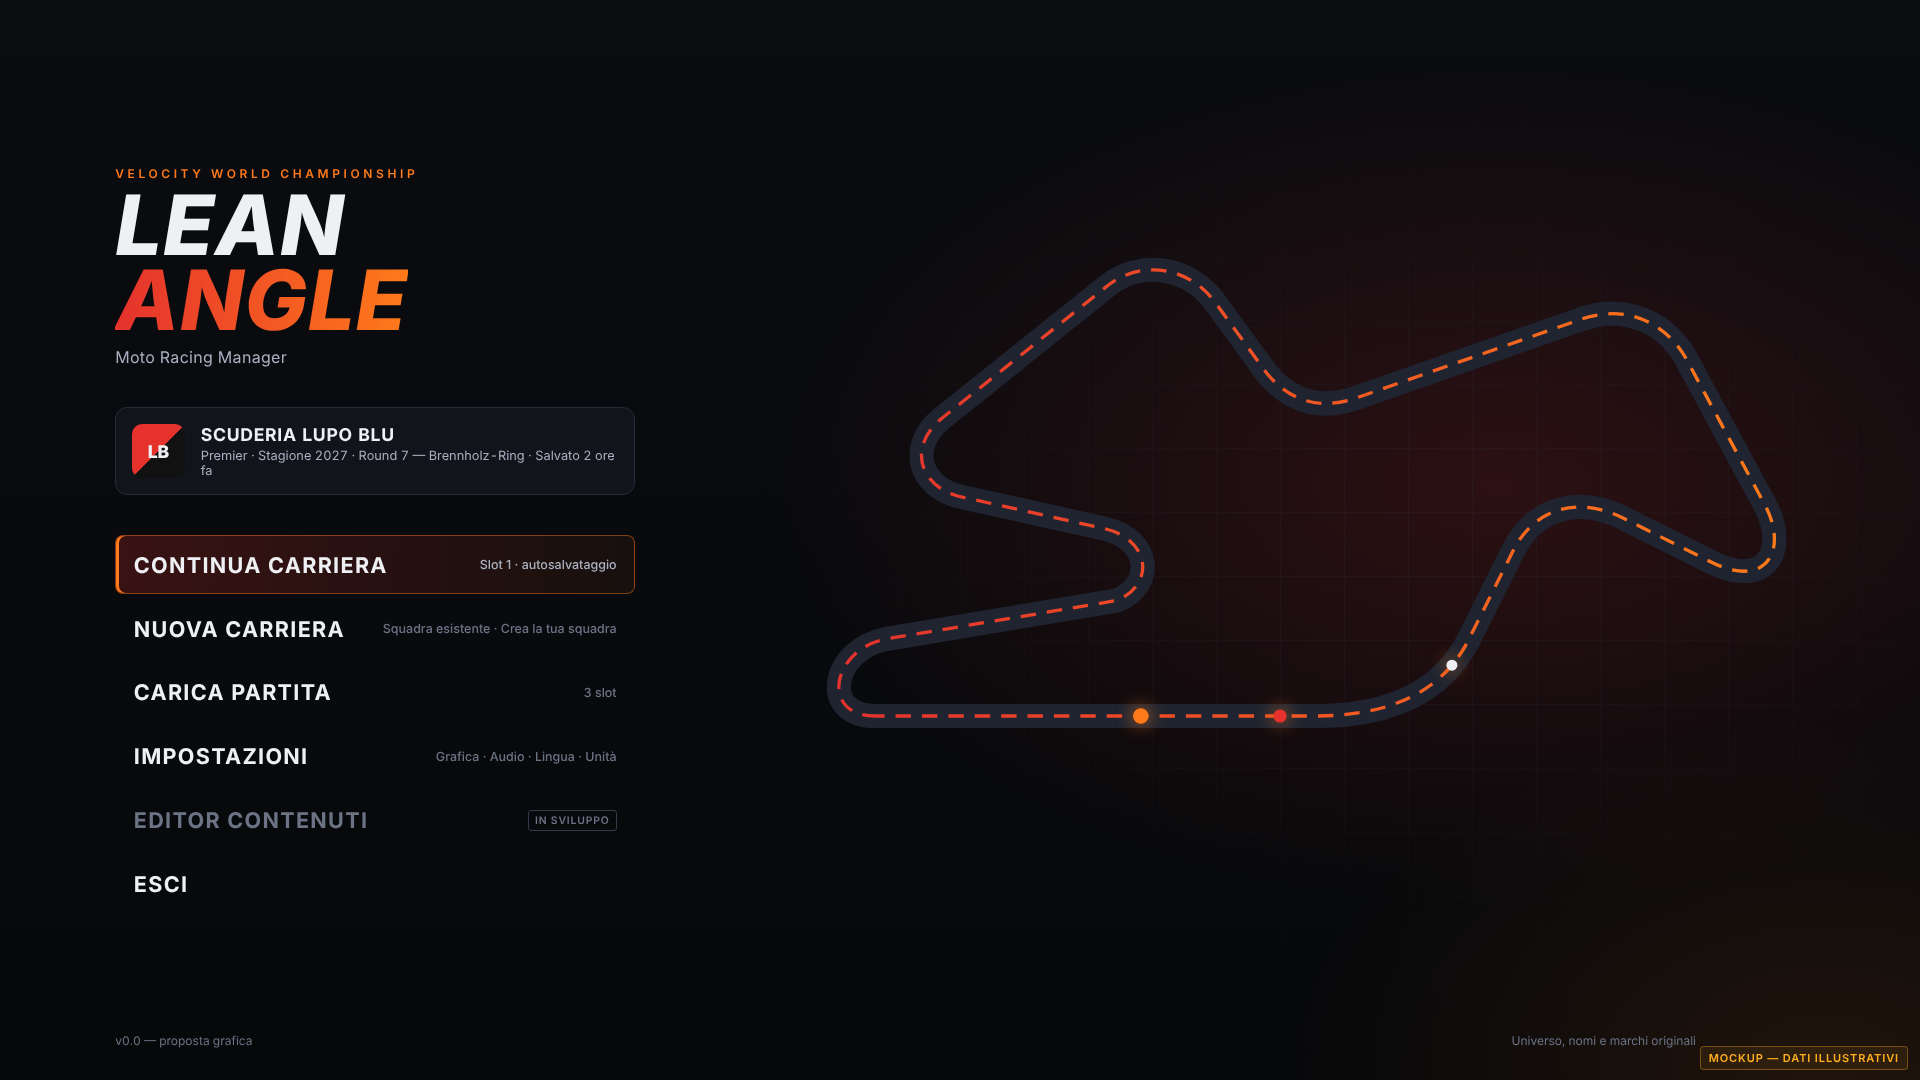 VELOCITY WORLD CHAMPIONSHIP
LEAN
ANGLE
Moto Racing Manager
LB
SCUDERIA LUPO BLU
Premier · Stagione 2027 · Round 7 — Brennholz-Ring · Salvato 2 ore
fa
CONTINUA CARRIERA Slot 1 · autosalvataggio
NUOVA CARRIERA Squadra esistente · Crea la tua squadra
CARICA PARTITA 3 slot
IMPOSTAZIONI Grafica · Audio · Lingua · Unità
EDITOR CONTENUTI IN SVILUPPO
ESCI
v0.0 — proposta grafica
Universo, nomi e marchi originali
MOCKUP — DATI ILLUSTRATIVI